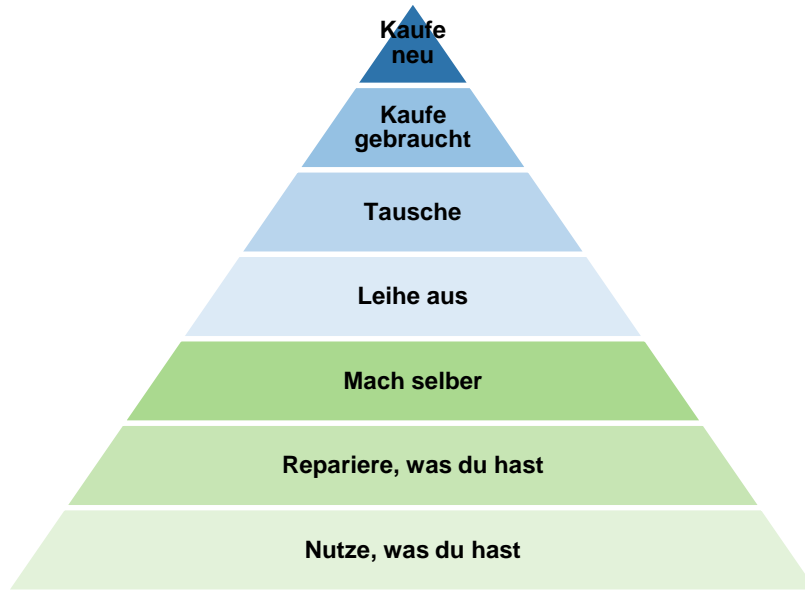 Kaufe
neu
Kaufe
gebraucht
Tausche
Leihe aus
Mach selber
Repariere, was du hast
Nutze, was du hast